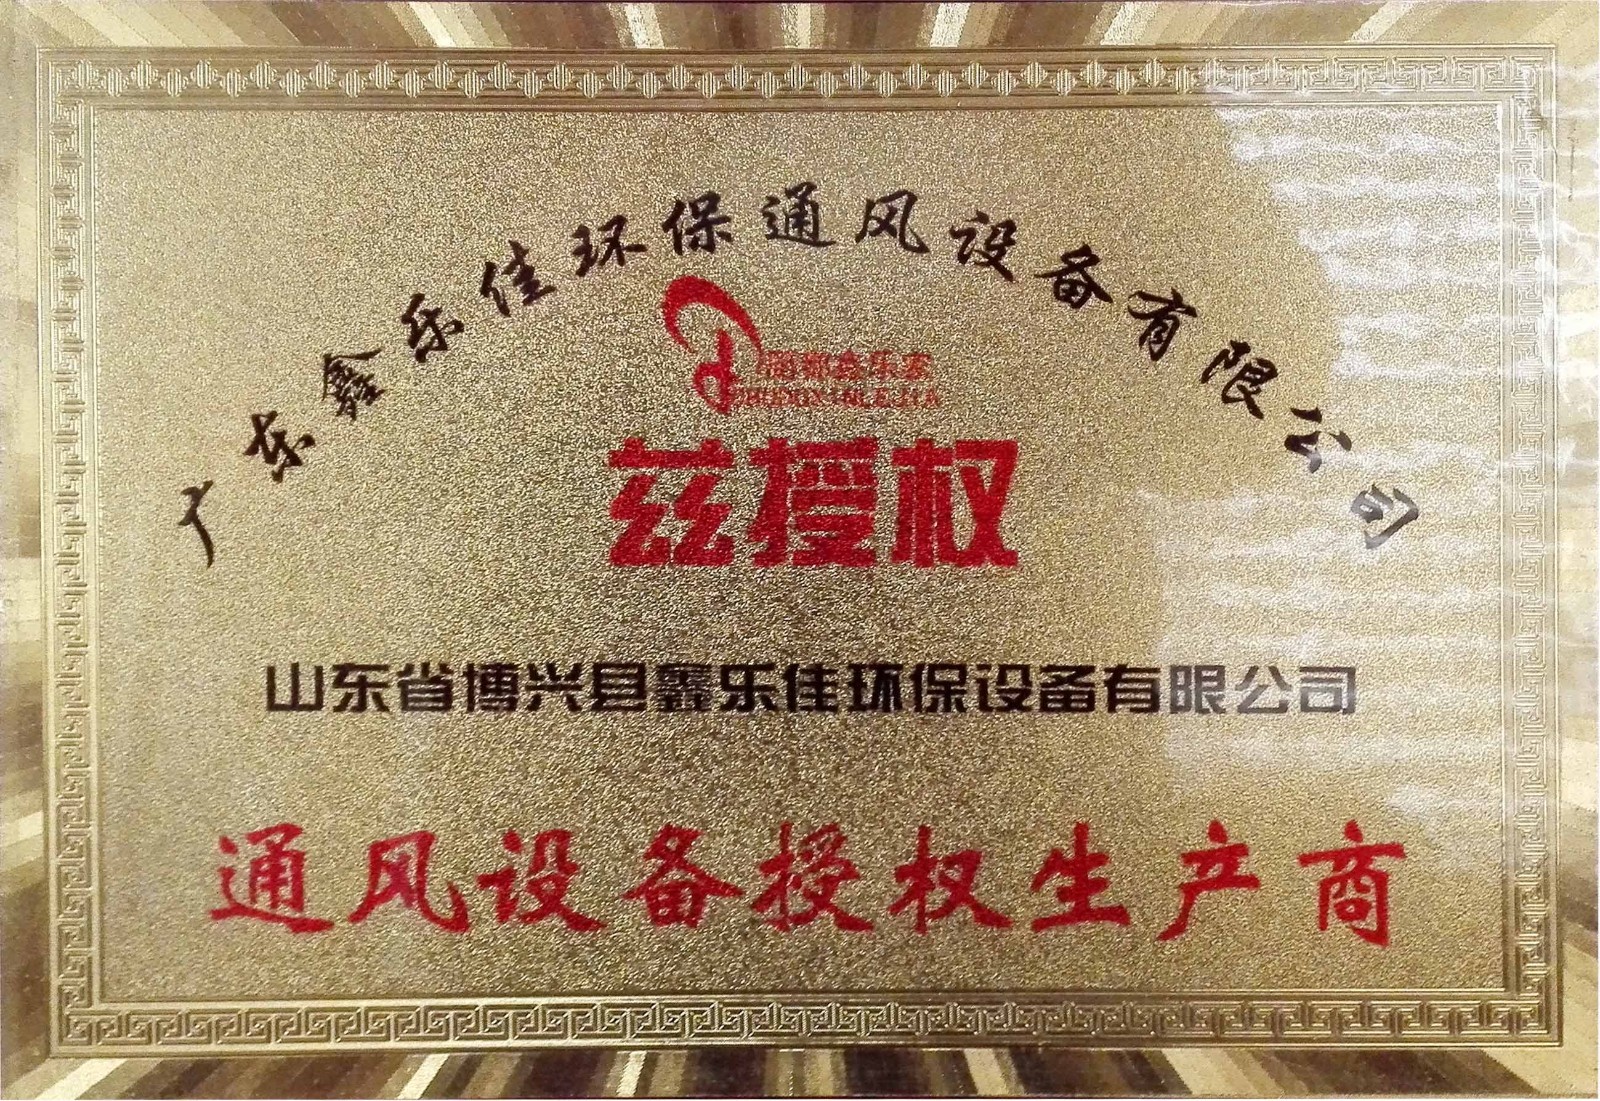 广东鑫乐佳环保通风设备有限公司
兹授权
山东省博兴县鑫乐佳环保设备有限公司
通风设备授权生产商